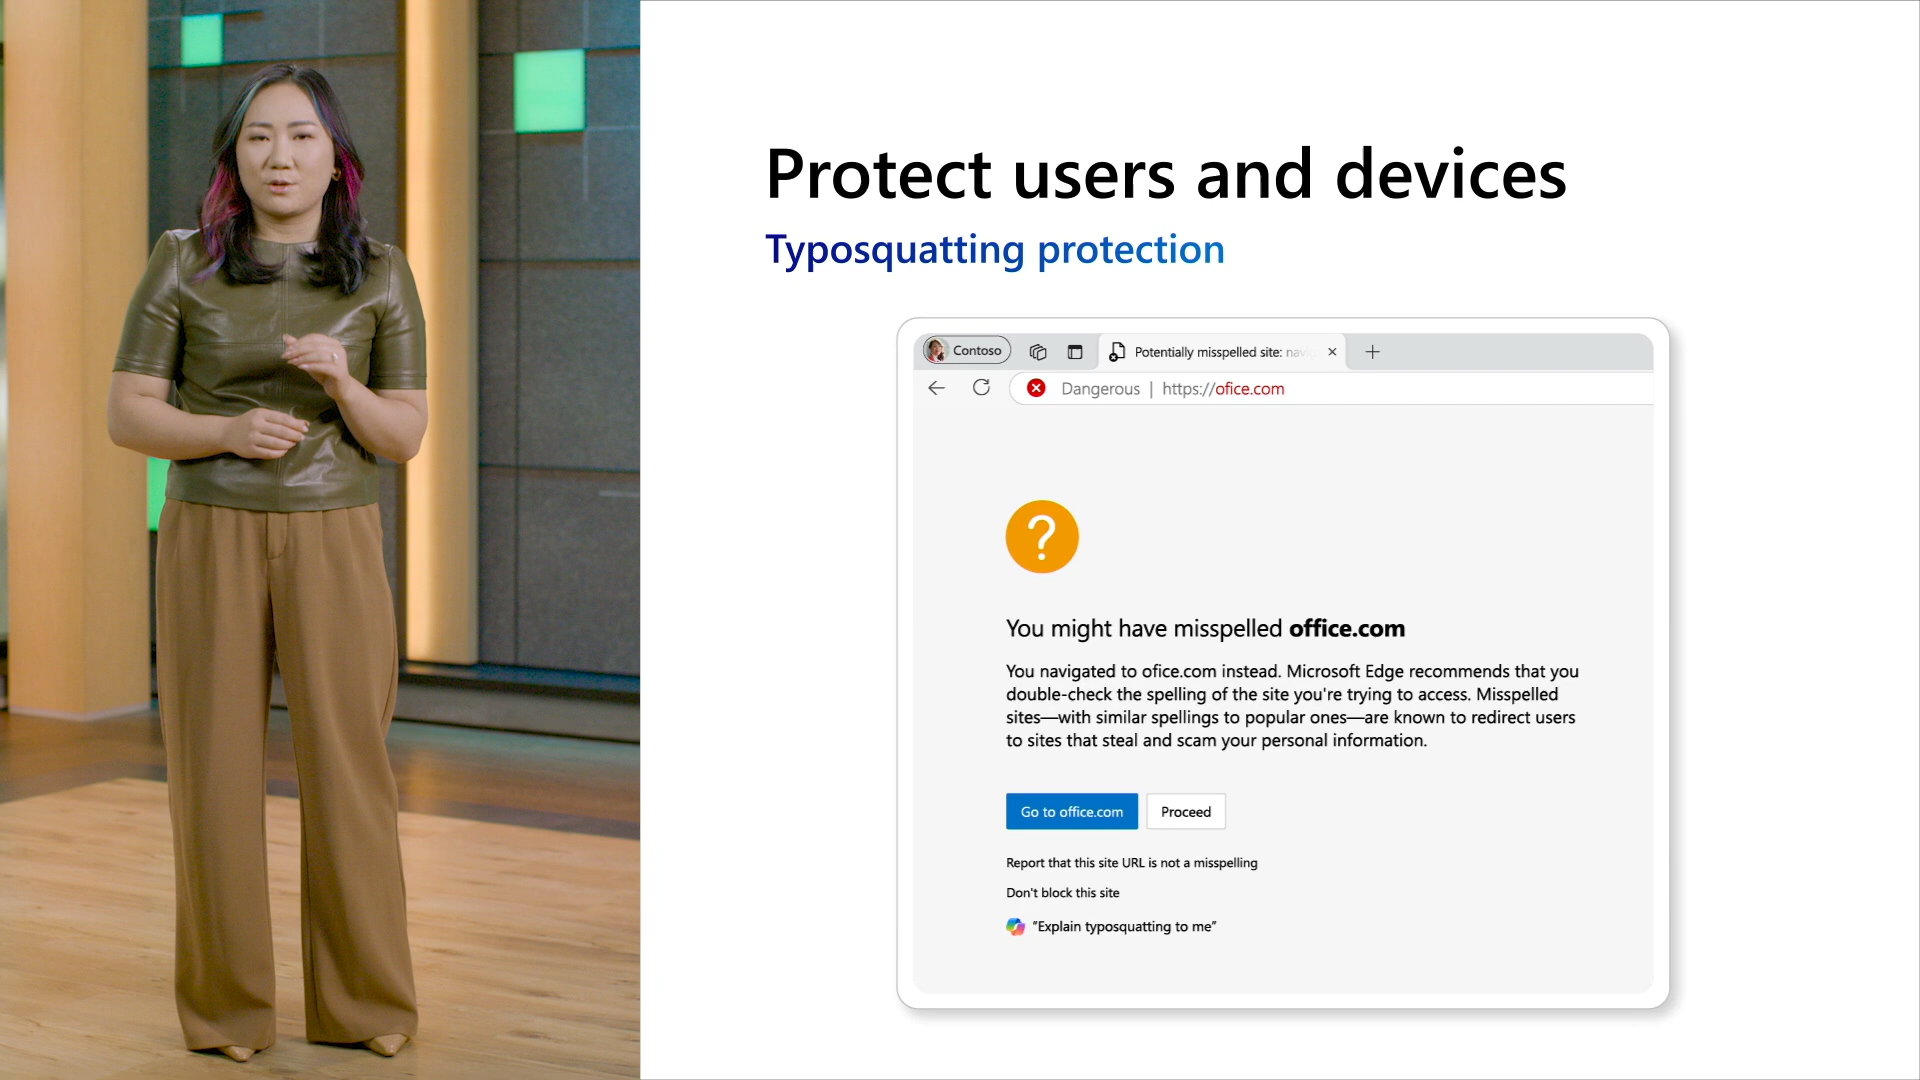 Protect users and devices
Typosquatting protection
Contoso
Potentially misspelled site: navi
Dangerous | https://ofice.com
?
You might have misspelled office.com
You navigated to ofice.com instead. Microsoft Edge recommends that you
double-check the spelling of the site you're trying to access. Misspelled
sites—with similar spellings to popular ones—are known to redirect users
to sites that steal and scam your personal information.
Go to office.com
Proceed
Report that this site URL is not a misspelling
Don't block this site
"Explain typosquatting to me"